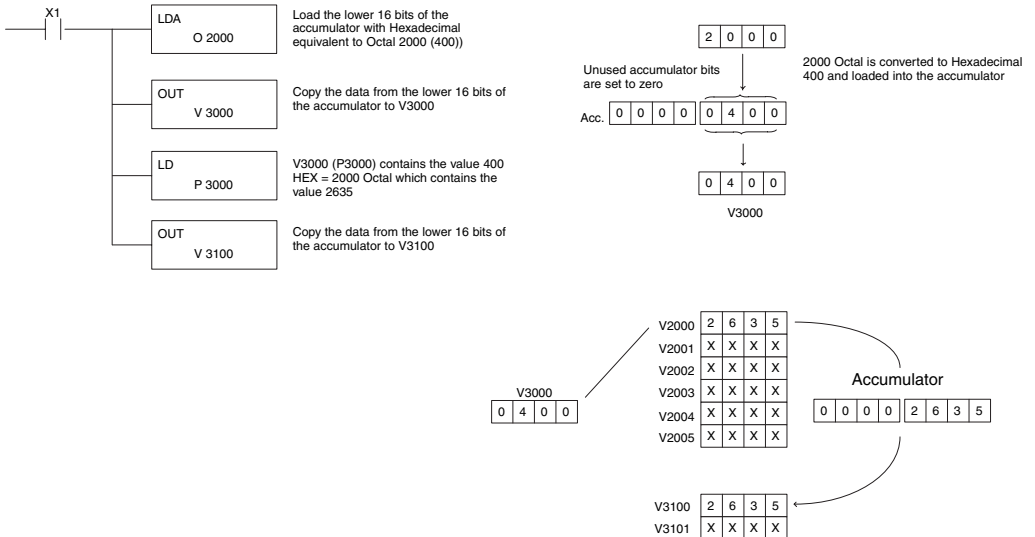 X1
LDA
O 2000
Load the lower 16 bits of the
accumulator with Hexadecimal
equivalent to Octal 2000 (400))
OUT
V 3000
Copy the data from the lower 16 bits of
the accumulator to V3000
LD
P 3000
V3000 (P3000) contains the value 400
HEX = 2000 Octal which contains the
value 2635
OUT
V 3100
Copy the data from the lower 16 bits of
the accumulator to V3100
2 0 0 0
2000 Octal is converted to Hexadecimal
400 and loaded into the accumulator
Unused accumulator bits
are set to zero
Acc. 0 0 0 0 0 4 0 0
0 4 0 0
V3000
V3000
0 4 0 0
V2000 2 6 3 5
V2001 X X X X
V2002 X X X X
V2003 X X X X
V2004 X X X X
V2005 X X X X
Accumulator
0 0 0 0 2 6 3 5
V3100 2 6 3 5
V3101 X X X X